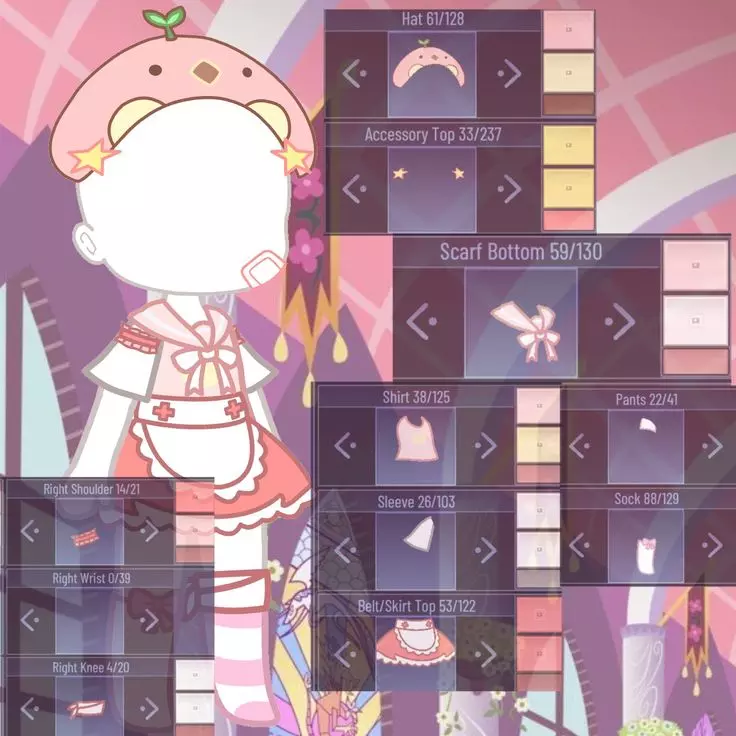 Hat 61/128
Accessory Top 33/237
Scarf Bottom 59/130
Shirt 38/125
Pants 22/41
Sleeve 26/103
Sock 88/129
Belt/Skirt Top 53/122
Right Shoulder 14/21
Right Wrist 0/39
Right Knee 4/20